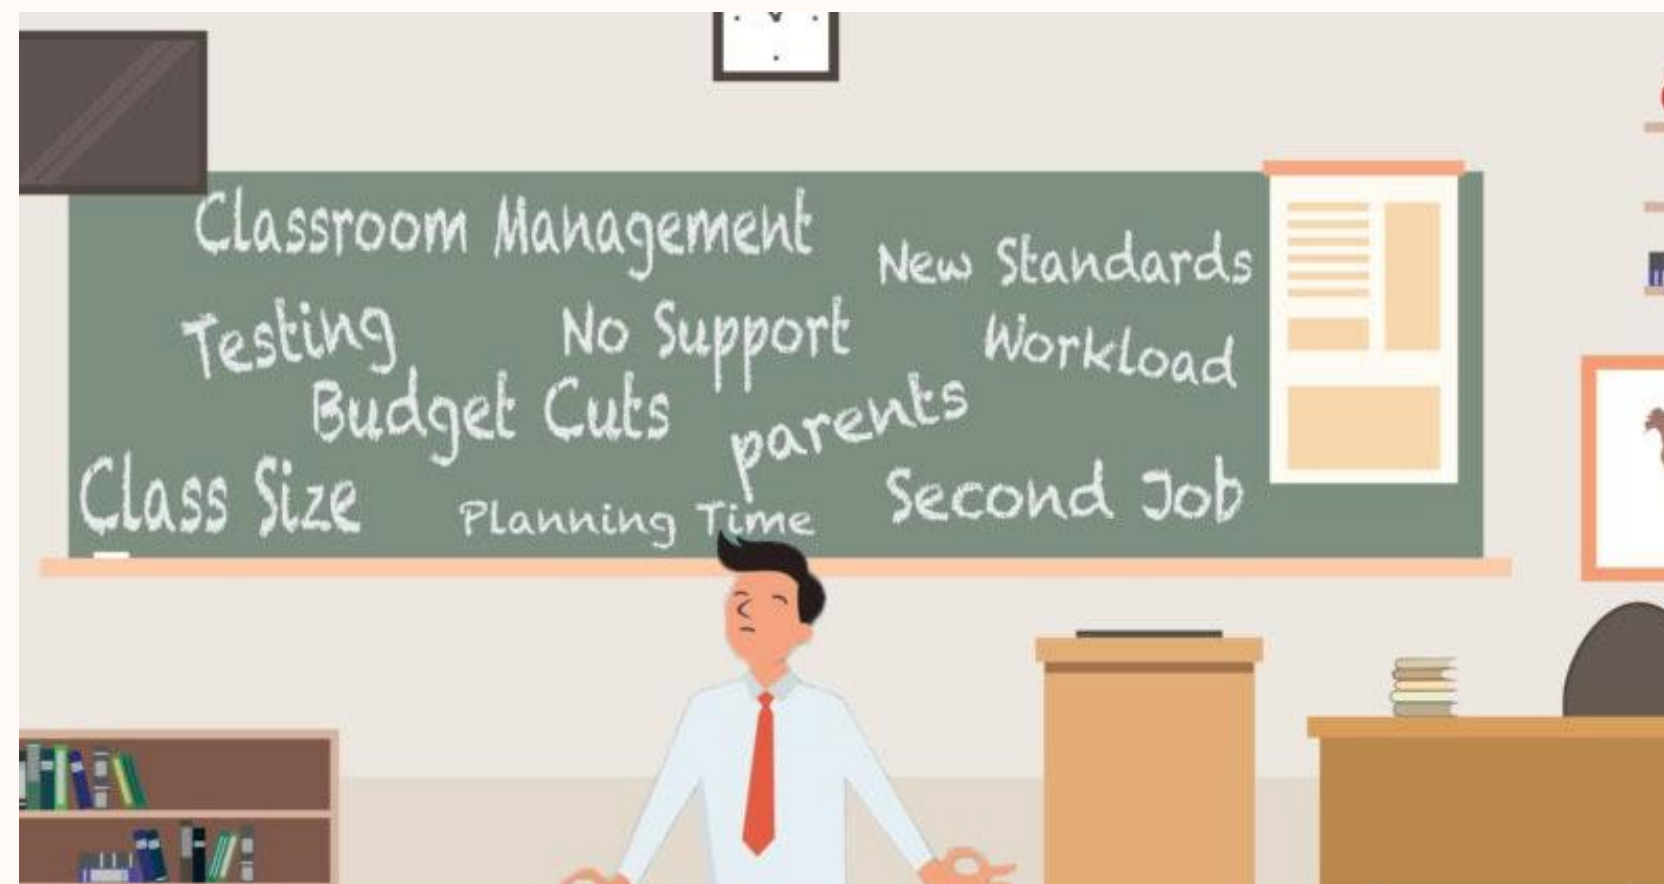 Classroom Management
New Standards
Testing
No Support
Workload
Budget Cuts
parents
Class Size
Planning Time
Second Job